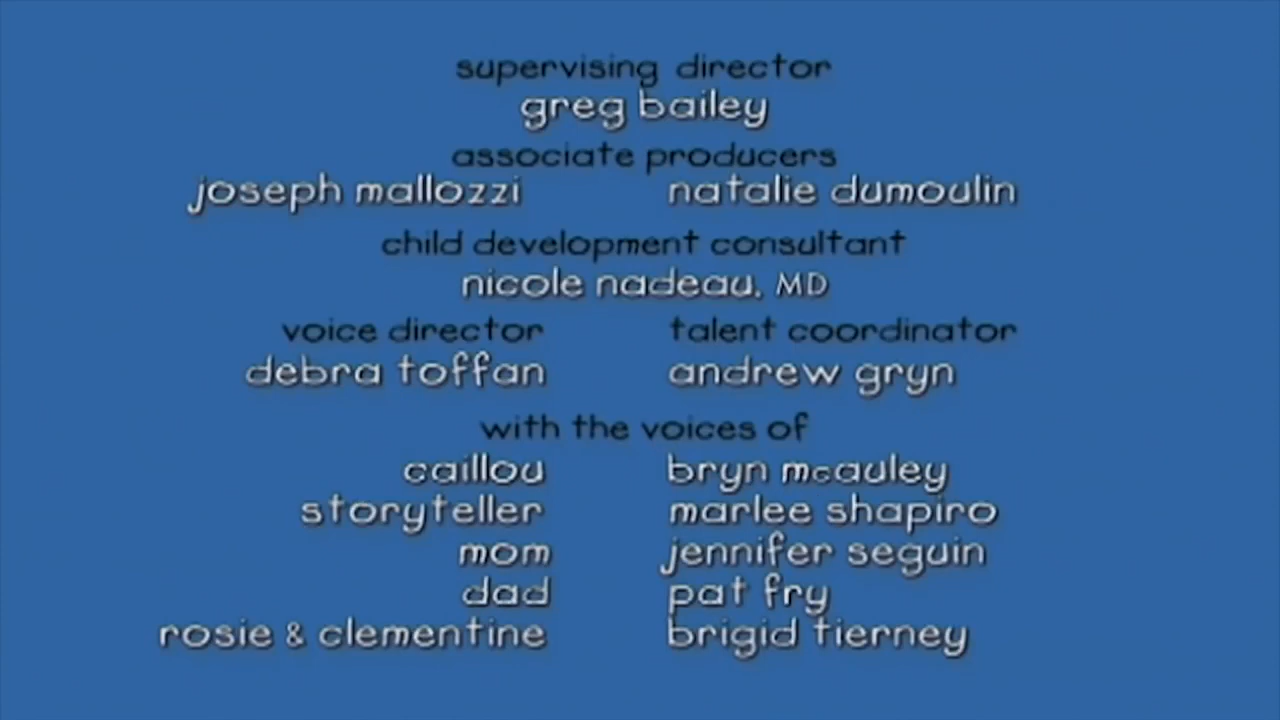 supervising director
greg bailey
associate producers
joseph mallozzi natalie dumoulin
child development consultant
nicole nadeau, MD
voice director talent coordinator
debra toffan andrew gryn
with the voices of
caillou bryn mcauley
storyteller marlee shapiro
mom jennifer seguin
dad pat fry
rosie & clementine brigid tierney